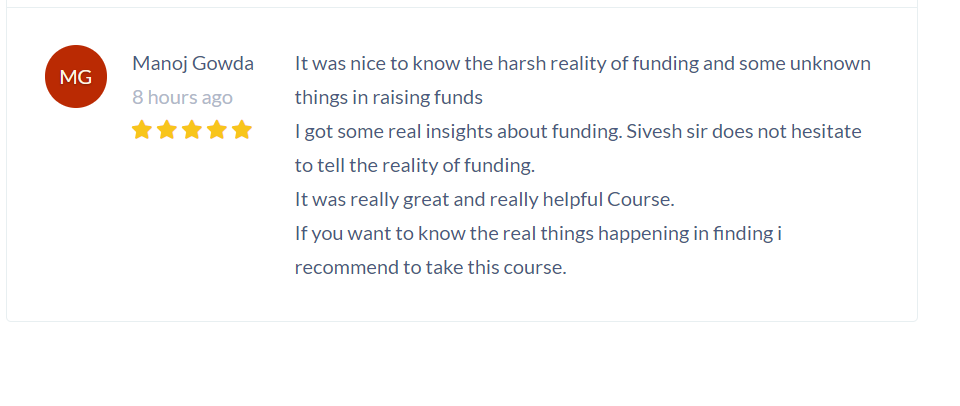 MG
Manoj Gowda
8 hours ago
It was nice to know the harsh reality of funding and some unknown
things in raising funds
I got some real insights about funding. Sivesh sir does not hesitate
to tell the reality of funding.
It was really great and really helpful Course.
If you want to know the real things happening in finding i
recommend to take this course.